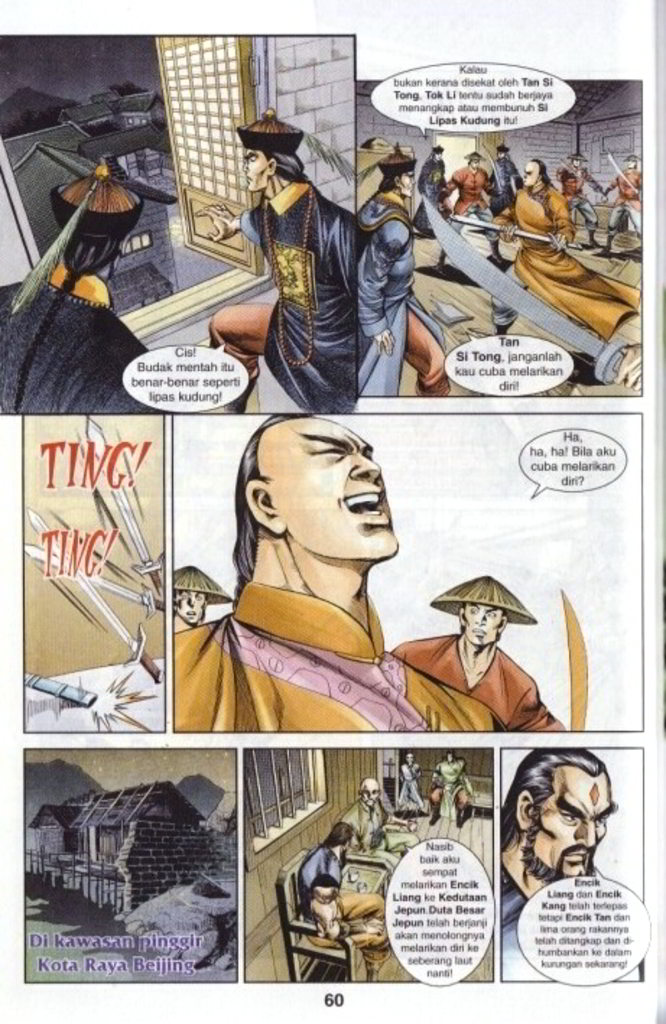 Kalau
bukan kerana disekat oleh Tan Si
Tong, Tok Li tentu sudah berjaya
menangkap atau membunuh Si
Lipas Kudung itu!
Cis!
Budak mentah itu
benar-benar seperti
lipas kudung!
Tan
Si Tong, janganlah
kau cuba melarikan
diri!
TING!
TING!
Ha,
ha, ha! Bila aku
cuba melarikan
diri?
Di kawasan pinggir
Kota Raya Beijing
Nasib
baik aku
sempat
melarikan Encik
Liang ke Kedutaan
Jepun.Duta Besar
Jepun telah berjanji
akan menolongnya
melarikan diri ke
seberang laut
nanti!
Encik
Liang dan Encik
Kang telah terlepas
tetapi Encik Tan dan
lima orang rakannya
telah ditangkap dan di-
humbankan ke dalam
kurungan sekarang!
60